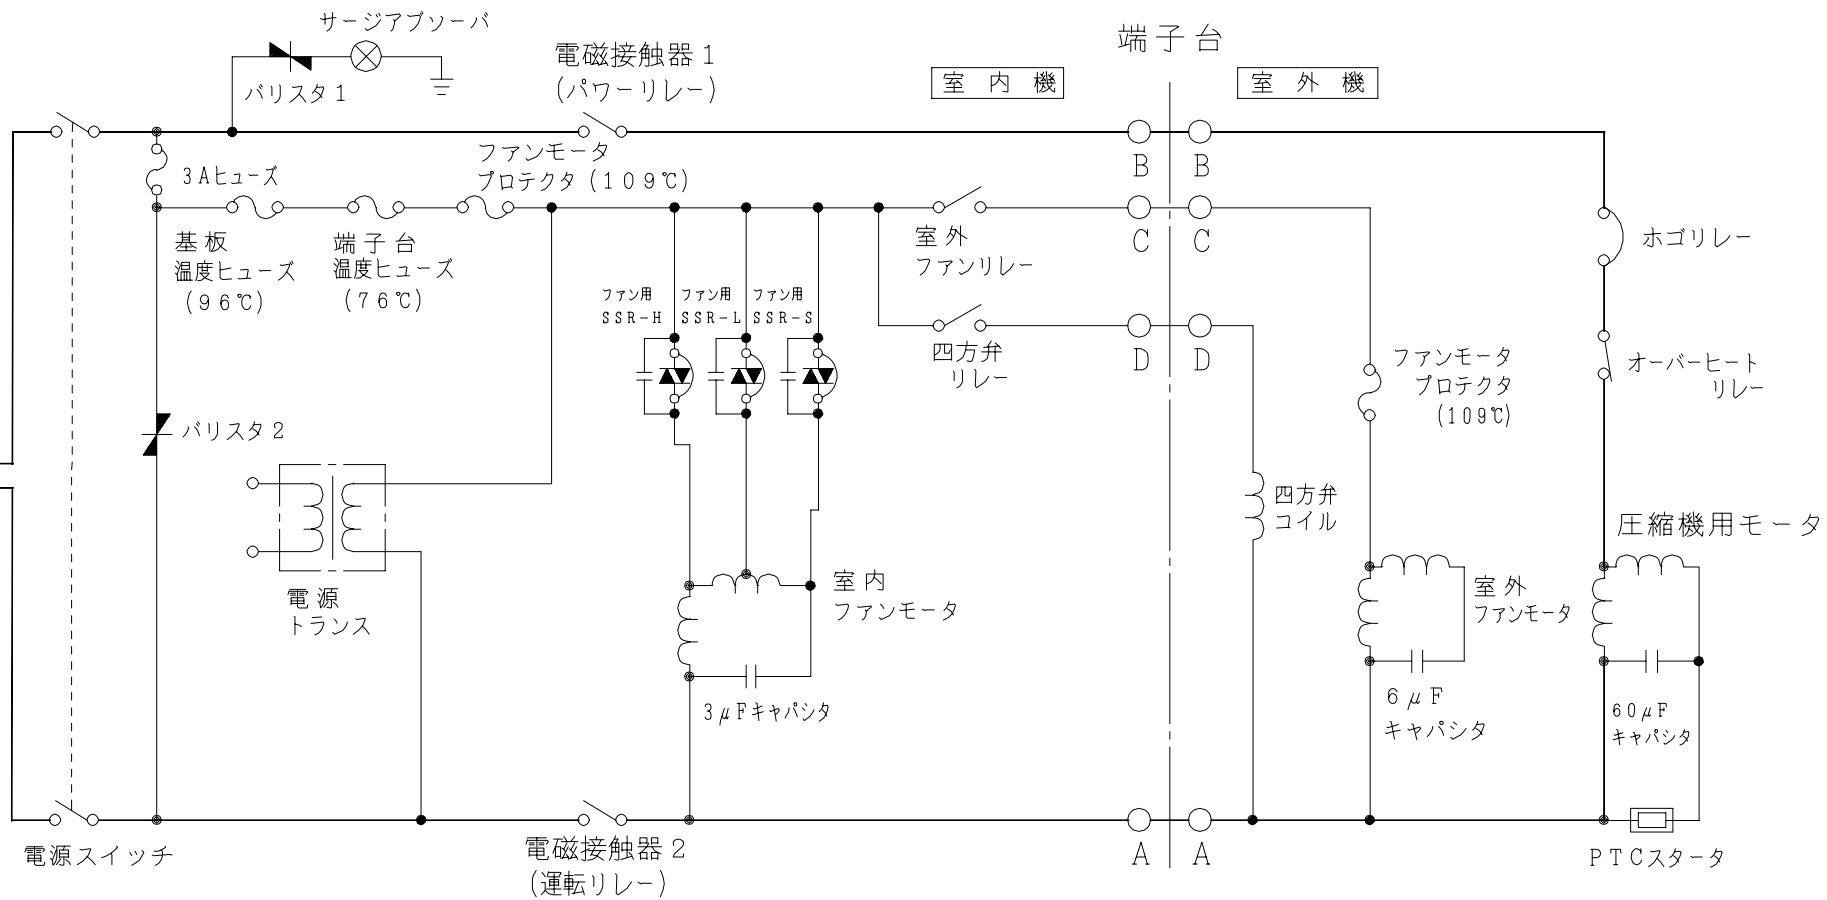 サージアブソーバ
バリスタ1
電磁接触器1
(パワーリレー)
端子台
室内機
室外機
3Aヒューズ
ファンモータ
プロテクタ(109℃)
B
B
基板
温度ヒューズ
(96℃)
端子台
温度ヒューズ
(76℃)
室外
ファンリレー
C
C
ホゴリレー
ファン用
SSR-H
ファン用
SSR-L
ファン用
SSR-S
四方弁
リレー
D
D
ファンモータ
プロテクタ
(109℃)
オーバーヒート
リレー
バリスタ2
四方弁
コイル
圧縮機用モータ
電源
トランス
室内
ファンモータ
室外
ファンモータ
3μFキャパシタ
6μF
キャパシタ
60μF
キャパシタ
電源スイッチ
電磁接触器2
(運転リレー)
A
A
PTCスタータ